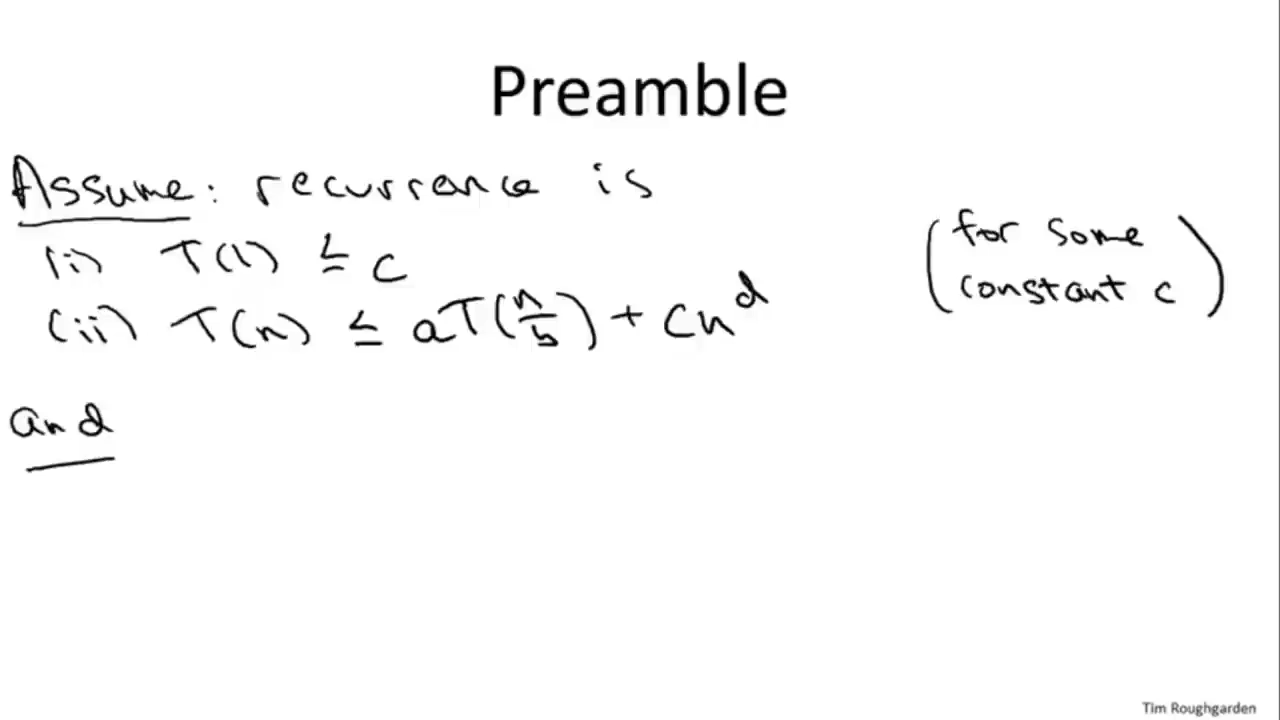 Preamble
Assume: recurrence is
(i) T(1) ≤ c
(for some
constant c)
(ii) T(n) ≤ aT(n/b) + cn^d
and
Tim Roughgarden